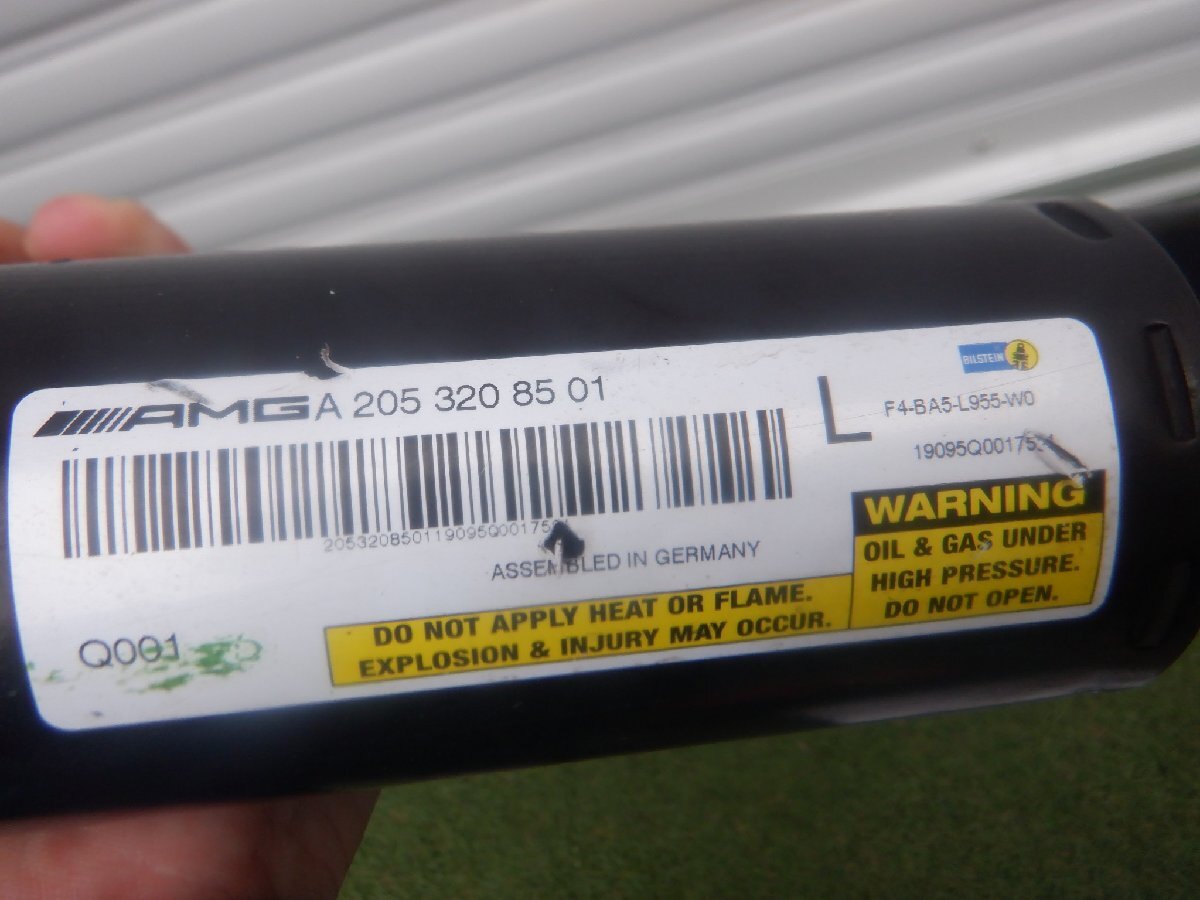 AMG A 205 320 85 01
L
BILSTEIN
F4-BA5-L955-W0
ASSEMBLED IN GERMANY
WARNING
OIL & GAS UNDER
HIGH PRESSURE.
DO NOT OPEN.
DO NOT APPLY HEAT OR FLAME.
EXPLOSION & INJURY MAY OCCUR.
Q001